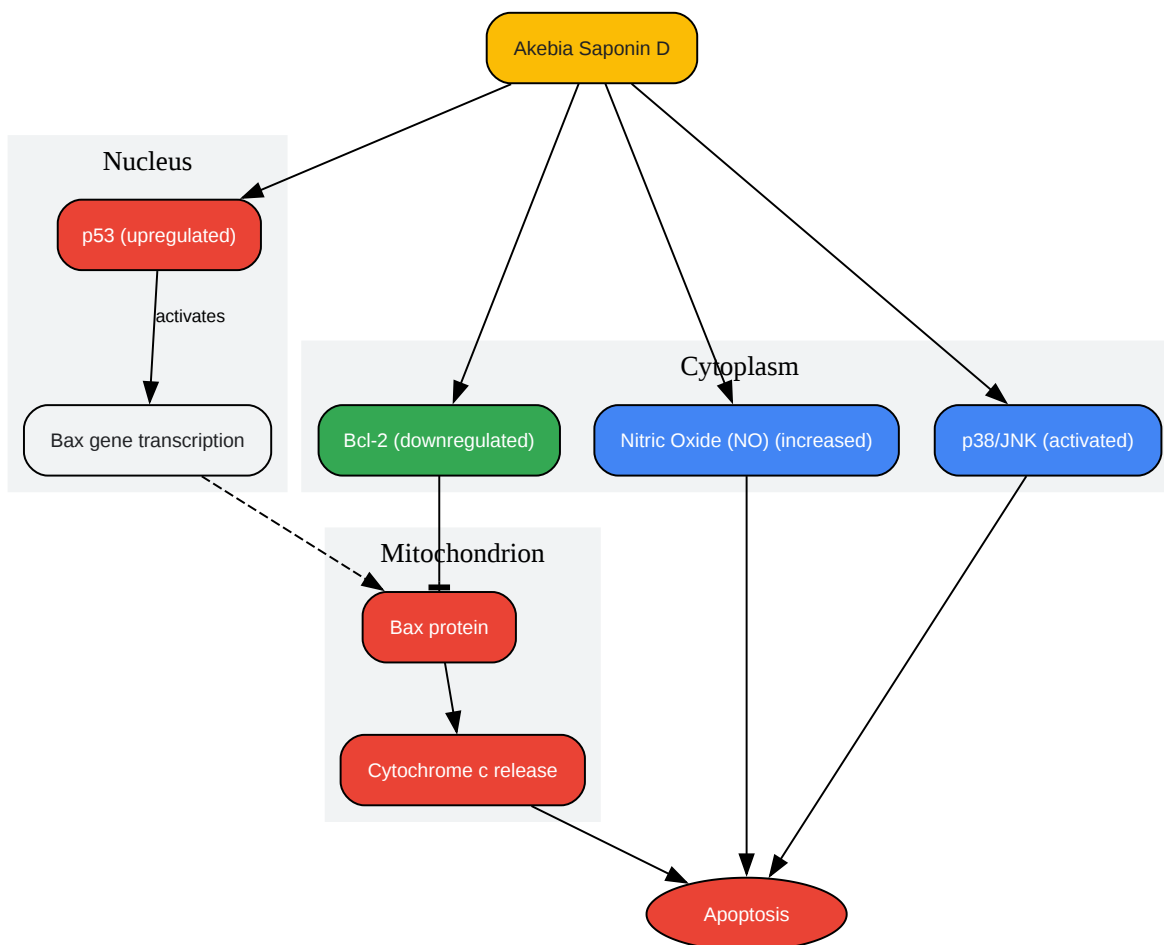 Akebia Saponin D
Nucleus
p53 (upregulated)
activates
Cytoplasm
Bax gene transcription
Bcl-2 (downregulated)
Nitric Oxide (NO) (increased)
p38/JNK (activated)
Mitochondrion
Bax protein
Cytochrome c release
Apoptosis